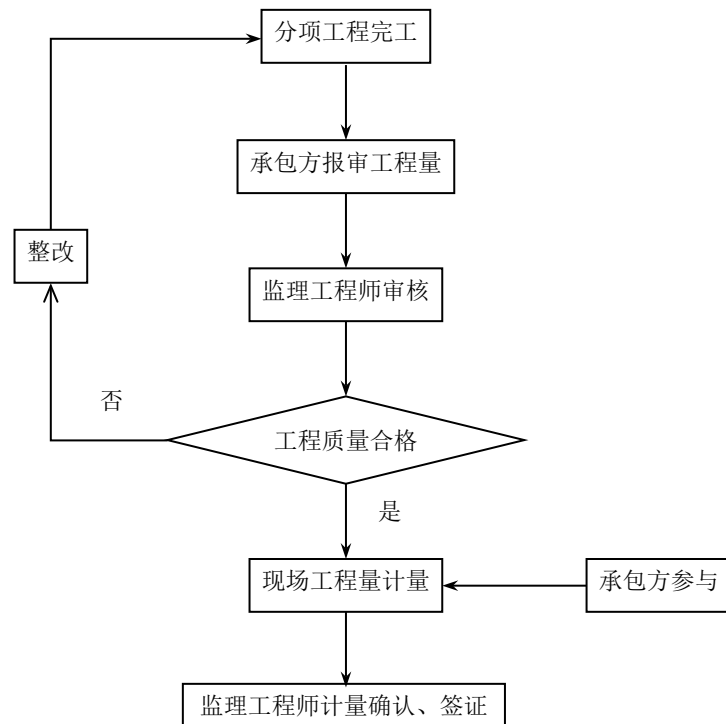 分项工程完工
承包方报审工程量
整改
监理工程师审核
否
工程质量合格
是
现场工程量计量
承包方参与
监理工程师计量确认、签证